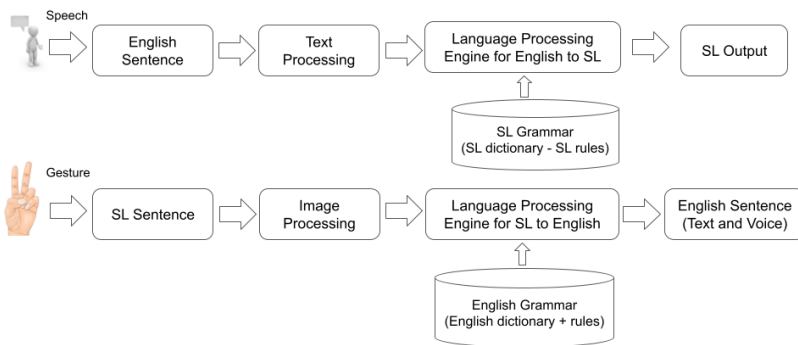 Speech
English
Sentence
Text
Processing
Language Processing
Engine for English to SL
SL Output
SL Grammar
(SL dictionary - SL rules)
Gesture
SL Sentence
Image
Processing
Language Processing
Engine for SL to English
English Sentence
(Text and Voice)
English Grammar
(English dictionary + rules)